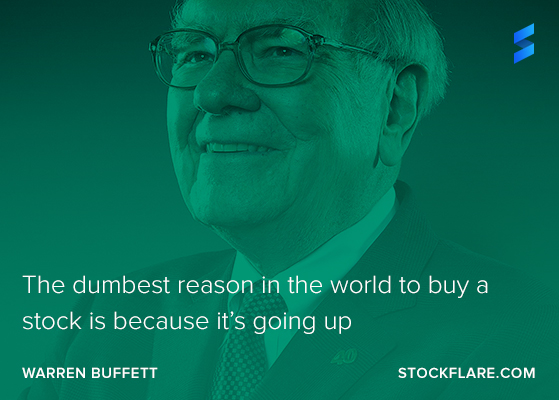 The dumbest reason in the world to buy a
stock is because it’s going up
WARREN BUFFETT
STOCKFLARE.COM